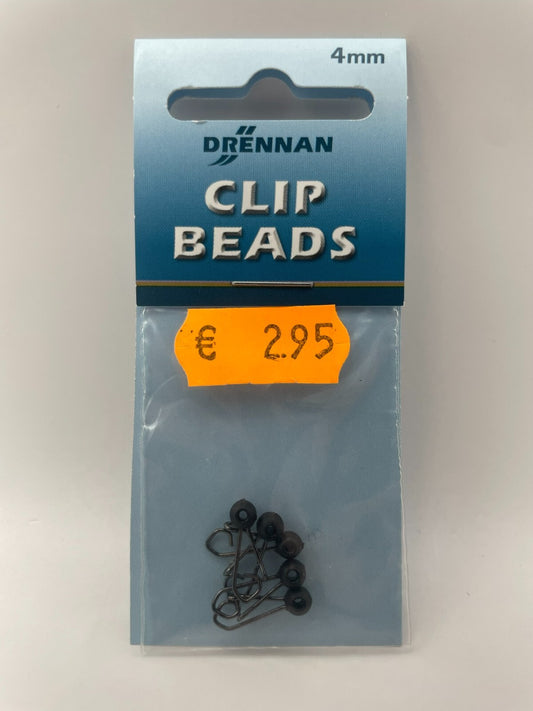 4mm
DRENNAN
CLIP
BEADS
€ 2.95